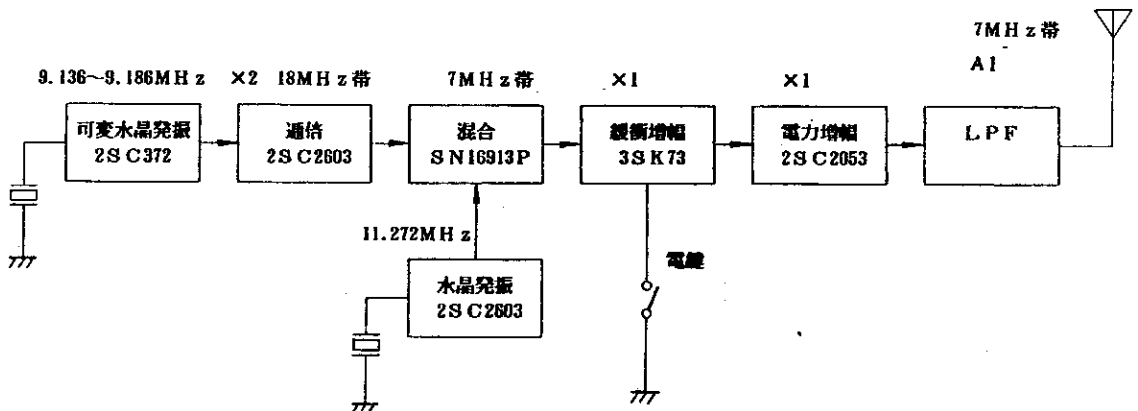 7MHz帯
A1
9.136~9.186MHz ×2 18MHz帯 7MHz帯 ×1 ×1
可変水晶発振
2SC372
逓倍
2SC2603
混合
SN16913P
緩衝増幅
3SK73
電力増幅
2SC2053
LPF
11.272MHz
水晶発振
2SC2603
電鍵